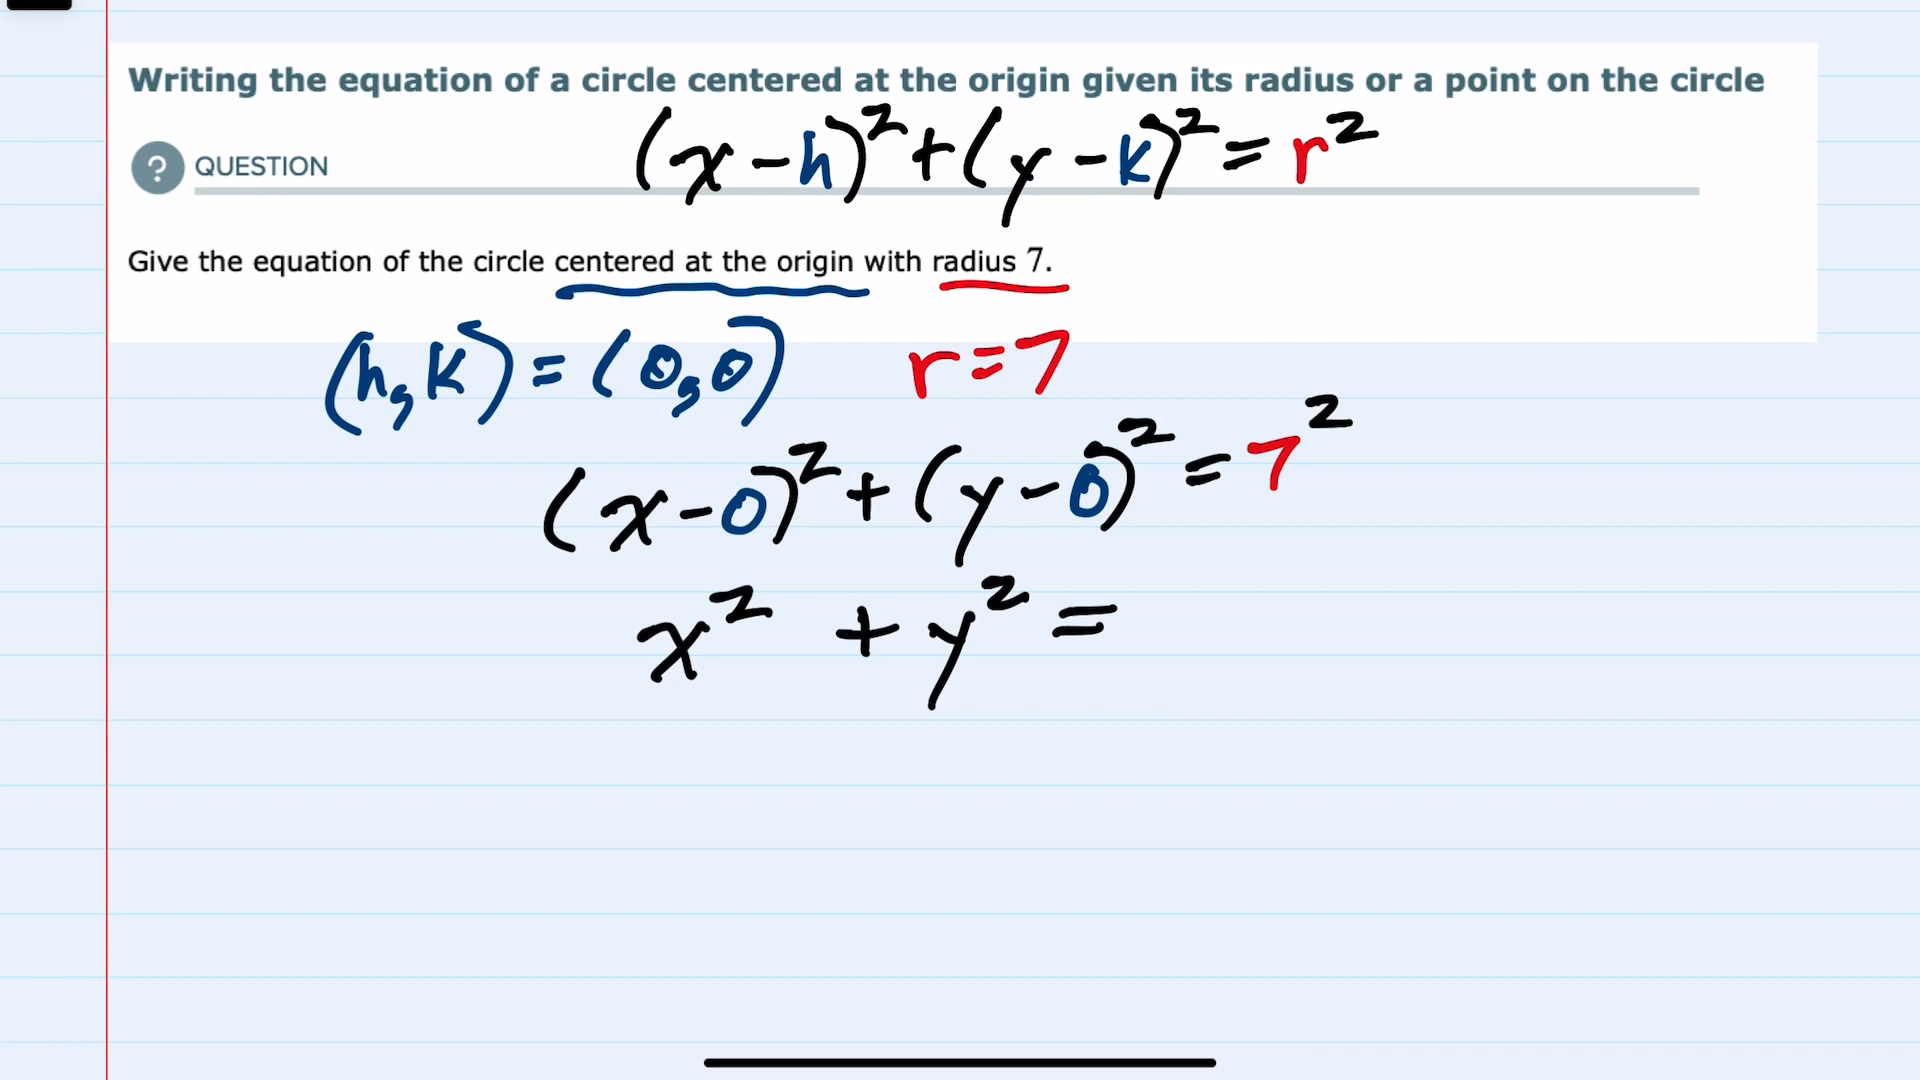 Writing the equation of a circle centered at the origin given its radius or a point on the circle
(x-h)²+(y-k)²=r²
? QUESTION
Give the equation of the circle centered at the origin with radius 7.
(h,k)=(0,0) r=7
(x-0)²+(y-0)²=7²
x²+y²=